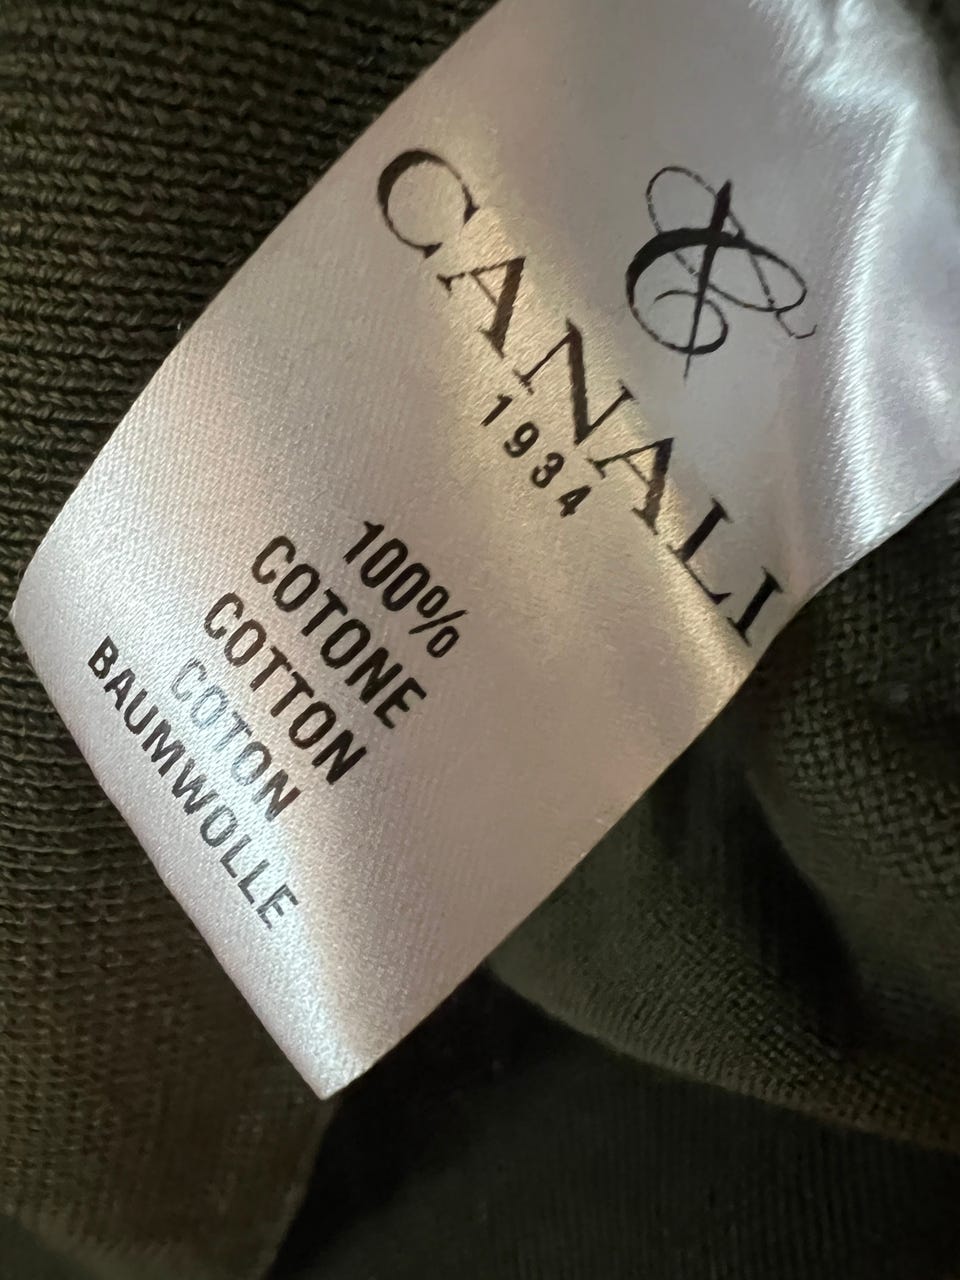 CANALI
1934
100%
COTONE
COTTON
COTON
BAUMWOLLE